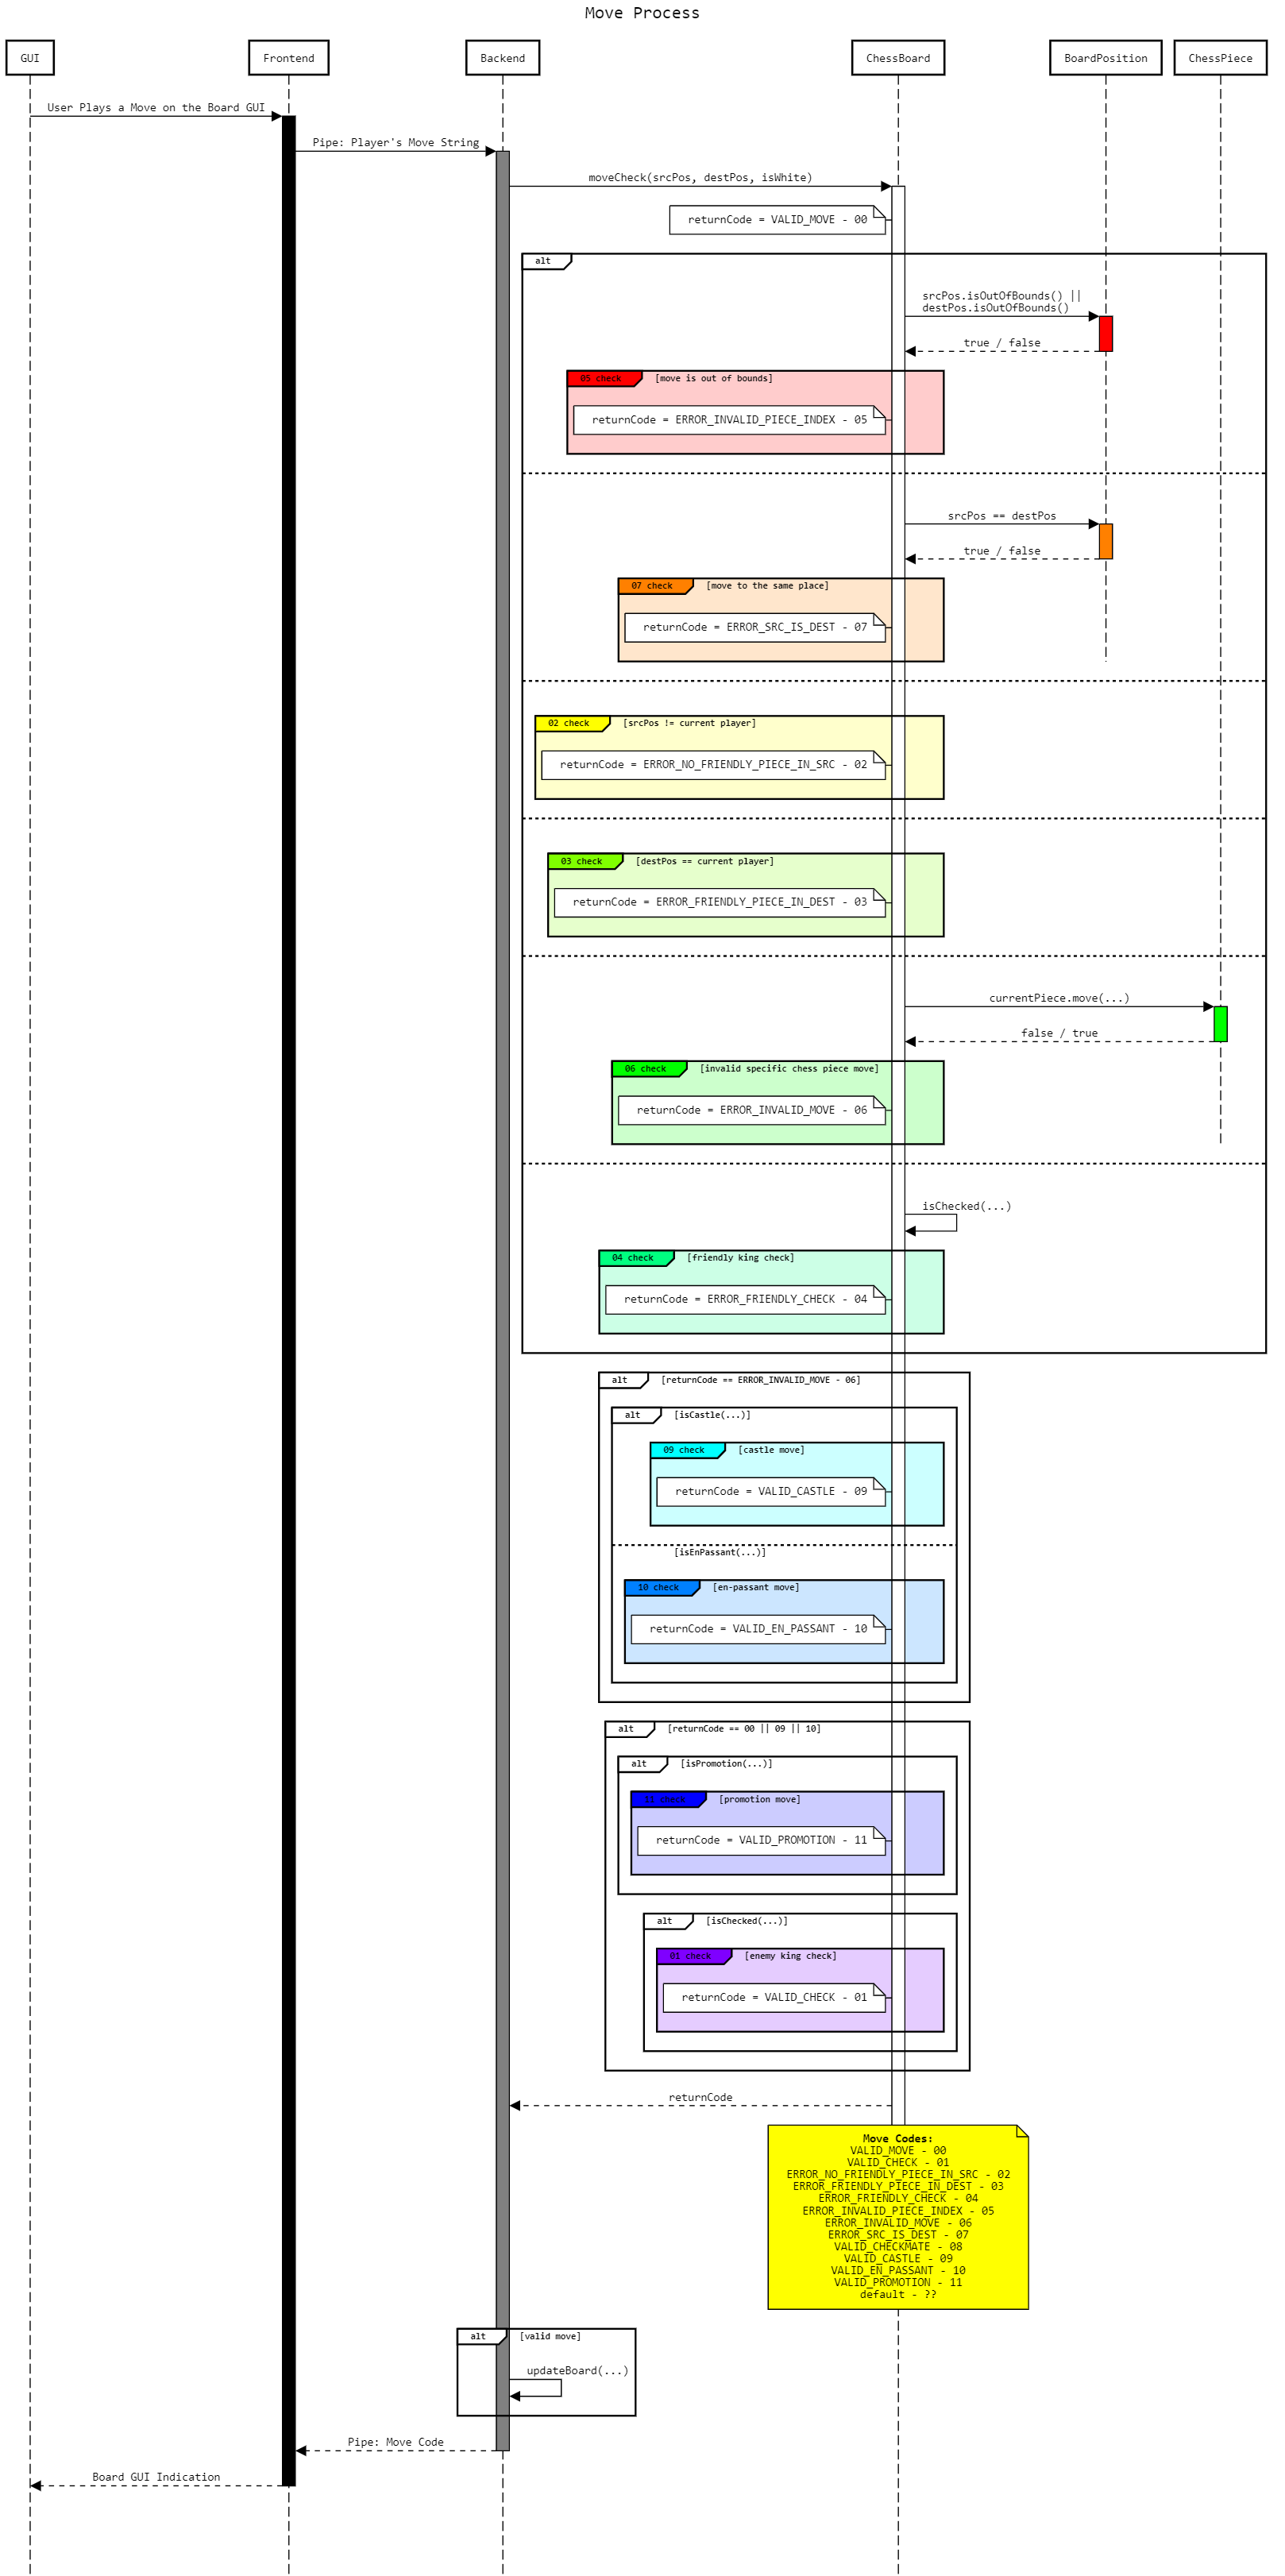 Move Process
GUI
Frontend
Backend
ChessBoard
BoardPosition
ChessPiece
User Plays a Move on the Board GUI
Pipe: Player's Move String
moveCheck(srcPos, destPos, isWhite)
returnCode = VALID_MOVE - 00
alt
srcPos.isOutOfBounds() ||
destPos.isOutOfBounds()
true / false
05 check [move is out of bounds]
returnCode = ERROR_INVALID_PIECE_INDEX - 05
srcPos == destPos
true / false
07 check [move to the same place]
returnCode = ERROR_SRC_IS_DEST - 07
02 check [srcPos != current player]
returnCode = ERROR_NO_FRIENDLY_PIECE_IN_SRC - 02
03 check [destPos == current player]
returnCode = ERROR_FRIENDLY_PIECE_IN_DEST - 03
currentPiece.move(...)
false / true
06 check [invalid specific chess piece move]
returnCode = ERROR_INVALID_MOVE - 06
isChecked(...)
04 check [friendly king check]
returnCode = ERROR_FRIENDLY_CHECK - 04
alt [returnCode == ERROR_INVALID_MOVE - 06]
alt [isCastle(...)]
09 check [castle move]
returnCode = VALID_CASTLE - 09
[isEnPassant(...)]
10 check [en-passant move]
returnCode = VALID_EN_PASSANT - 10
alt [returnCode == 00 || 09 || 10]
alt [isPromotion(...)]
11 check [promotion move]
returnCode = VALID_PROMOTION - 11
alt [isChecked(...)]
01 check [enemy king check]
returnCode = VALID_CHECK - 01
returnCode
Move Codes:
VALID_MOVE - 00
VALID_CHECK - 01
ERROR_NO_FRIENDLY_PIECE_IN_SRC - 02
ERROR_FRIENDLY_PIECE_IN_DEST - 03
ERROR_FRIENDLY_CHECK - 04
ERROR_INVALID_PIECE_INDEX - 05
ERROR_INVALID_MOVE - 06
ERROR_SRC_IS_DEST - 07
VALID_CHECKMATE - 08
VALID_CASTLE - 09
VALID_EN_PASSANT - 10
VALID_PROMOTION - 11
default - ??
alt [valid move]
updateBoard(...)
Pipe: Move Code
Board GUI Indication